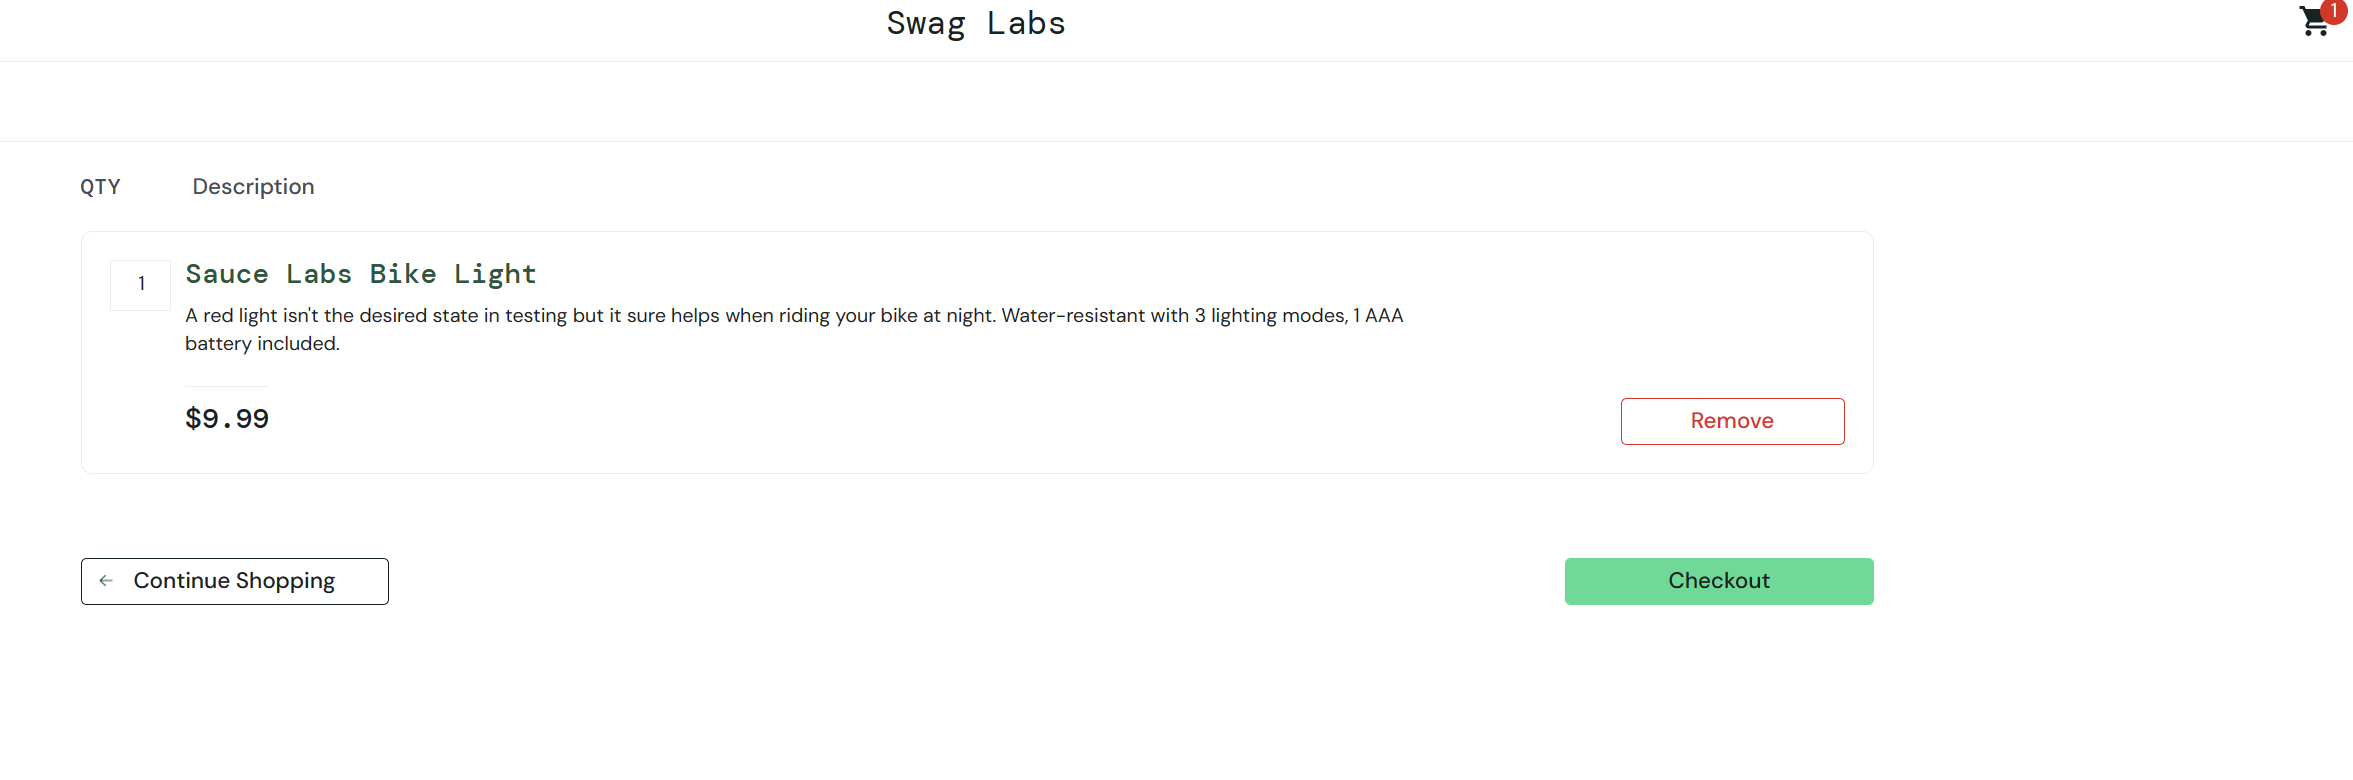 Swag Labs
1
QTY Description
1
Sauce Labs Bike Light
A red light isn't the desired state in testing but it sure helps when riding your bike at night. Water-resistant with 3 lighting modes, 1 AAA
battery included.
$9.99
Remove
Continue Shopping
Checkout